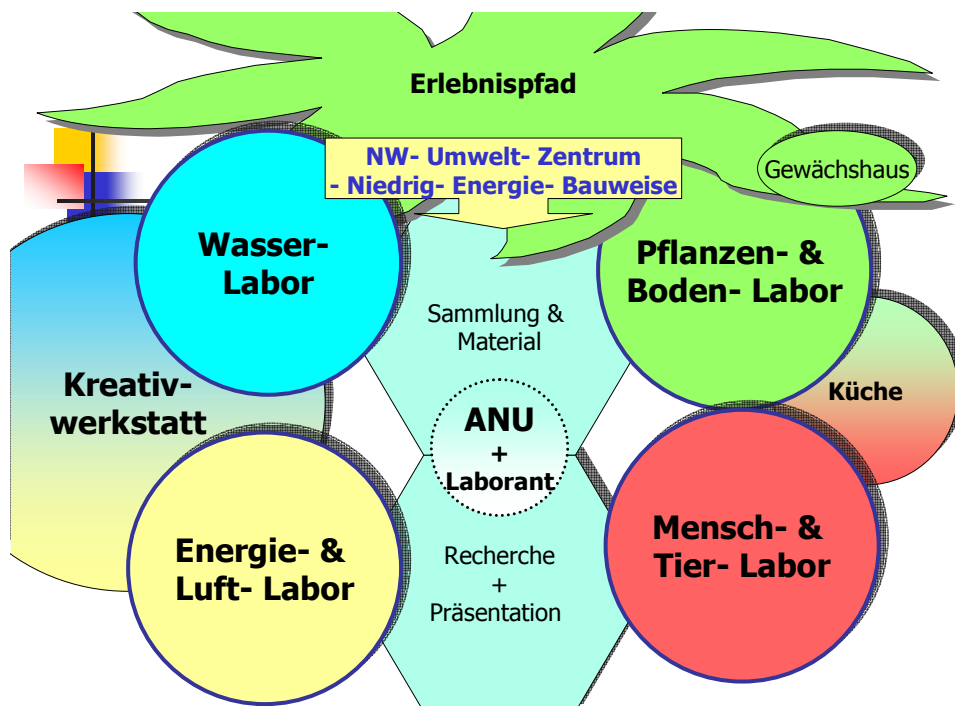 Erlebnispfad
NW- Umwelt- Zentrum
- Niedrig- Energie- Bauweise
Gewächshaus
Wasser-
Labor
Pflanzen- &
Boden- Labor
Sammlung &
Material
Kreativ-
werkstatt
Küche
ANU
+
Laborant
Energie- &
Luft- Labor
Recherche
+
Präsentation
Mensch- &
Tier- Labor